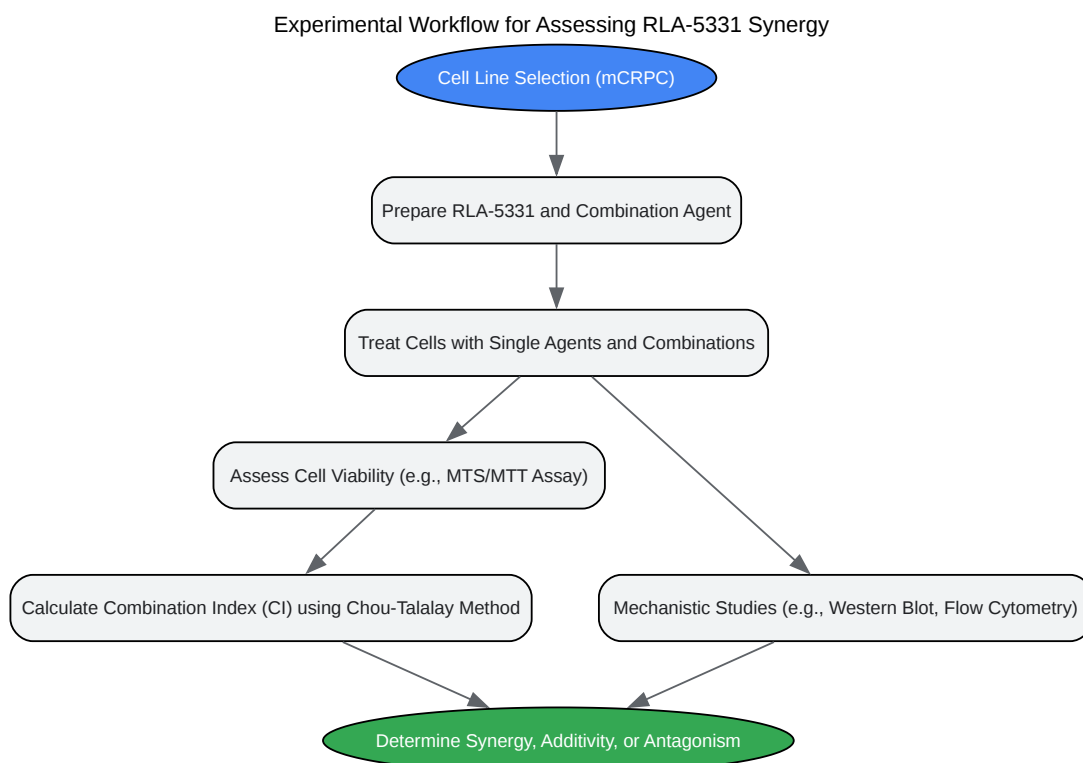 Experimental Workflow for Assessing RLA-5331 Synergy
Cell Line Selection (mCRPC)
Prepare RLA-5331 and Combination Agent
Treat Cells with Single Agents and Combinations
Assess Cell Viability (e.g., MTS/MTT Assay)
Calculate Combination Index (CI) using Chou-Talalay Method
Mechanistic Studies (e.g., Western Blot, Flow Cytometry)
Determine Synergy, Additivity, or Antagonism